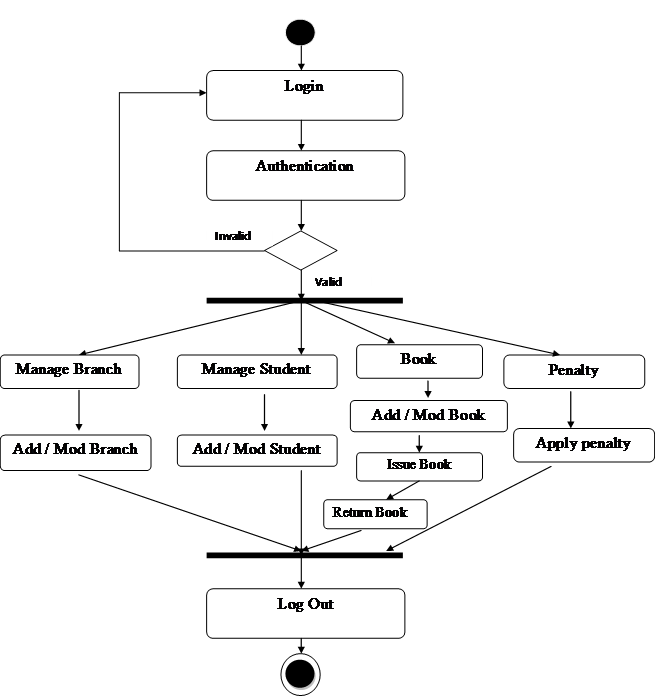 Login
Authentication
Invalid
Valid
Manage Branch
Manage Student
Book
Penalty
Add / Mod Branch
Add / Mod Student
Add / Mod Book
Apply penalty
Issue Book
Return Book
Log Out